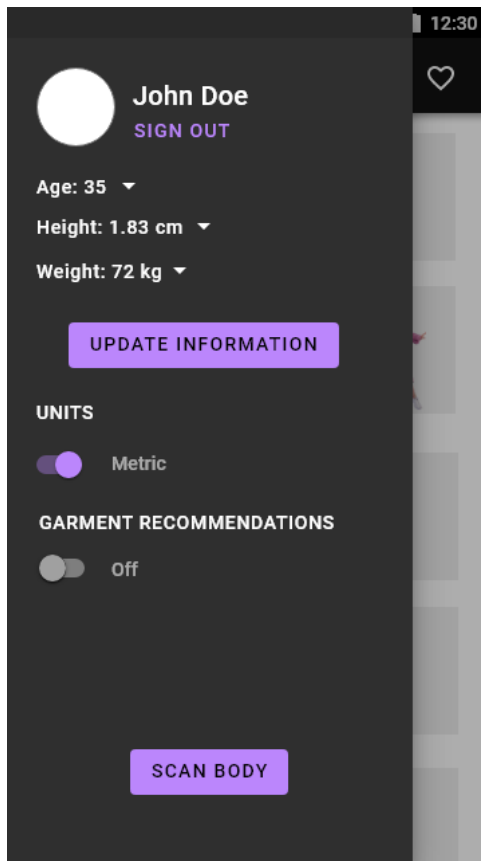 12:30
John Doe
SIGN OUT
Age: 35
Height: 1.83 cm
Weight: 72 kg
UPDATE INFORMATION
UNITS
Metric
GARMENT RECOMMENDATIONS
Off
SCAN BODY